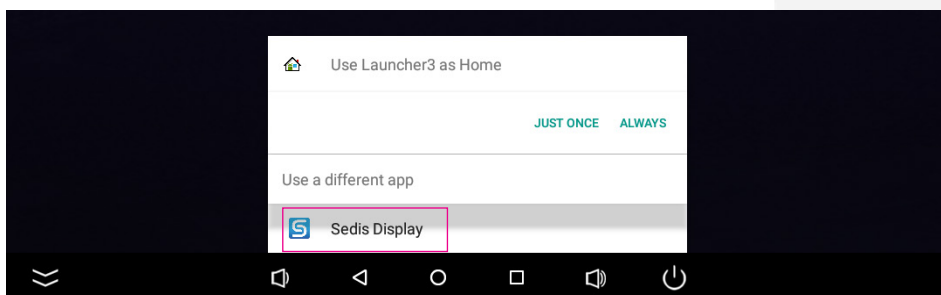 Use Launcher3 as Home
JUST ONCE ALWAYS
Use a different app
Sedis Display